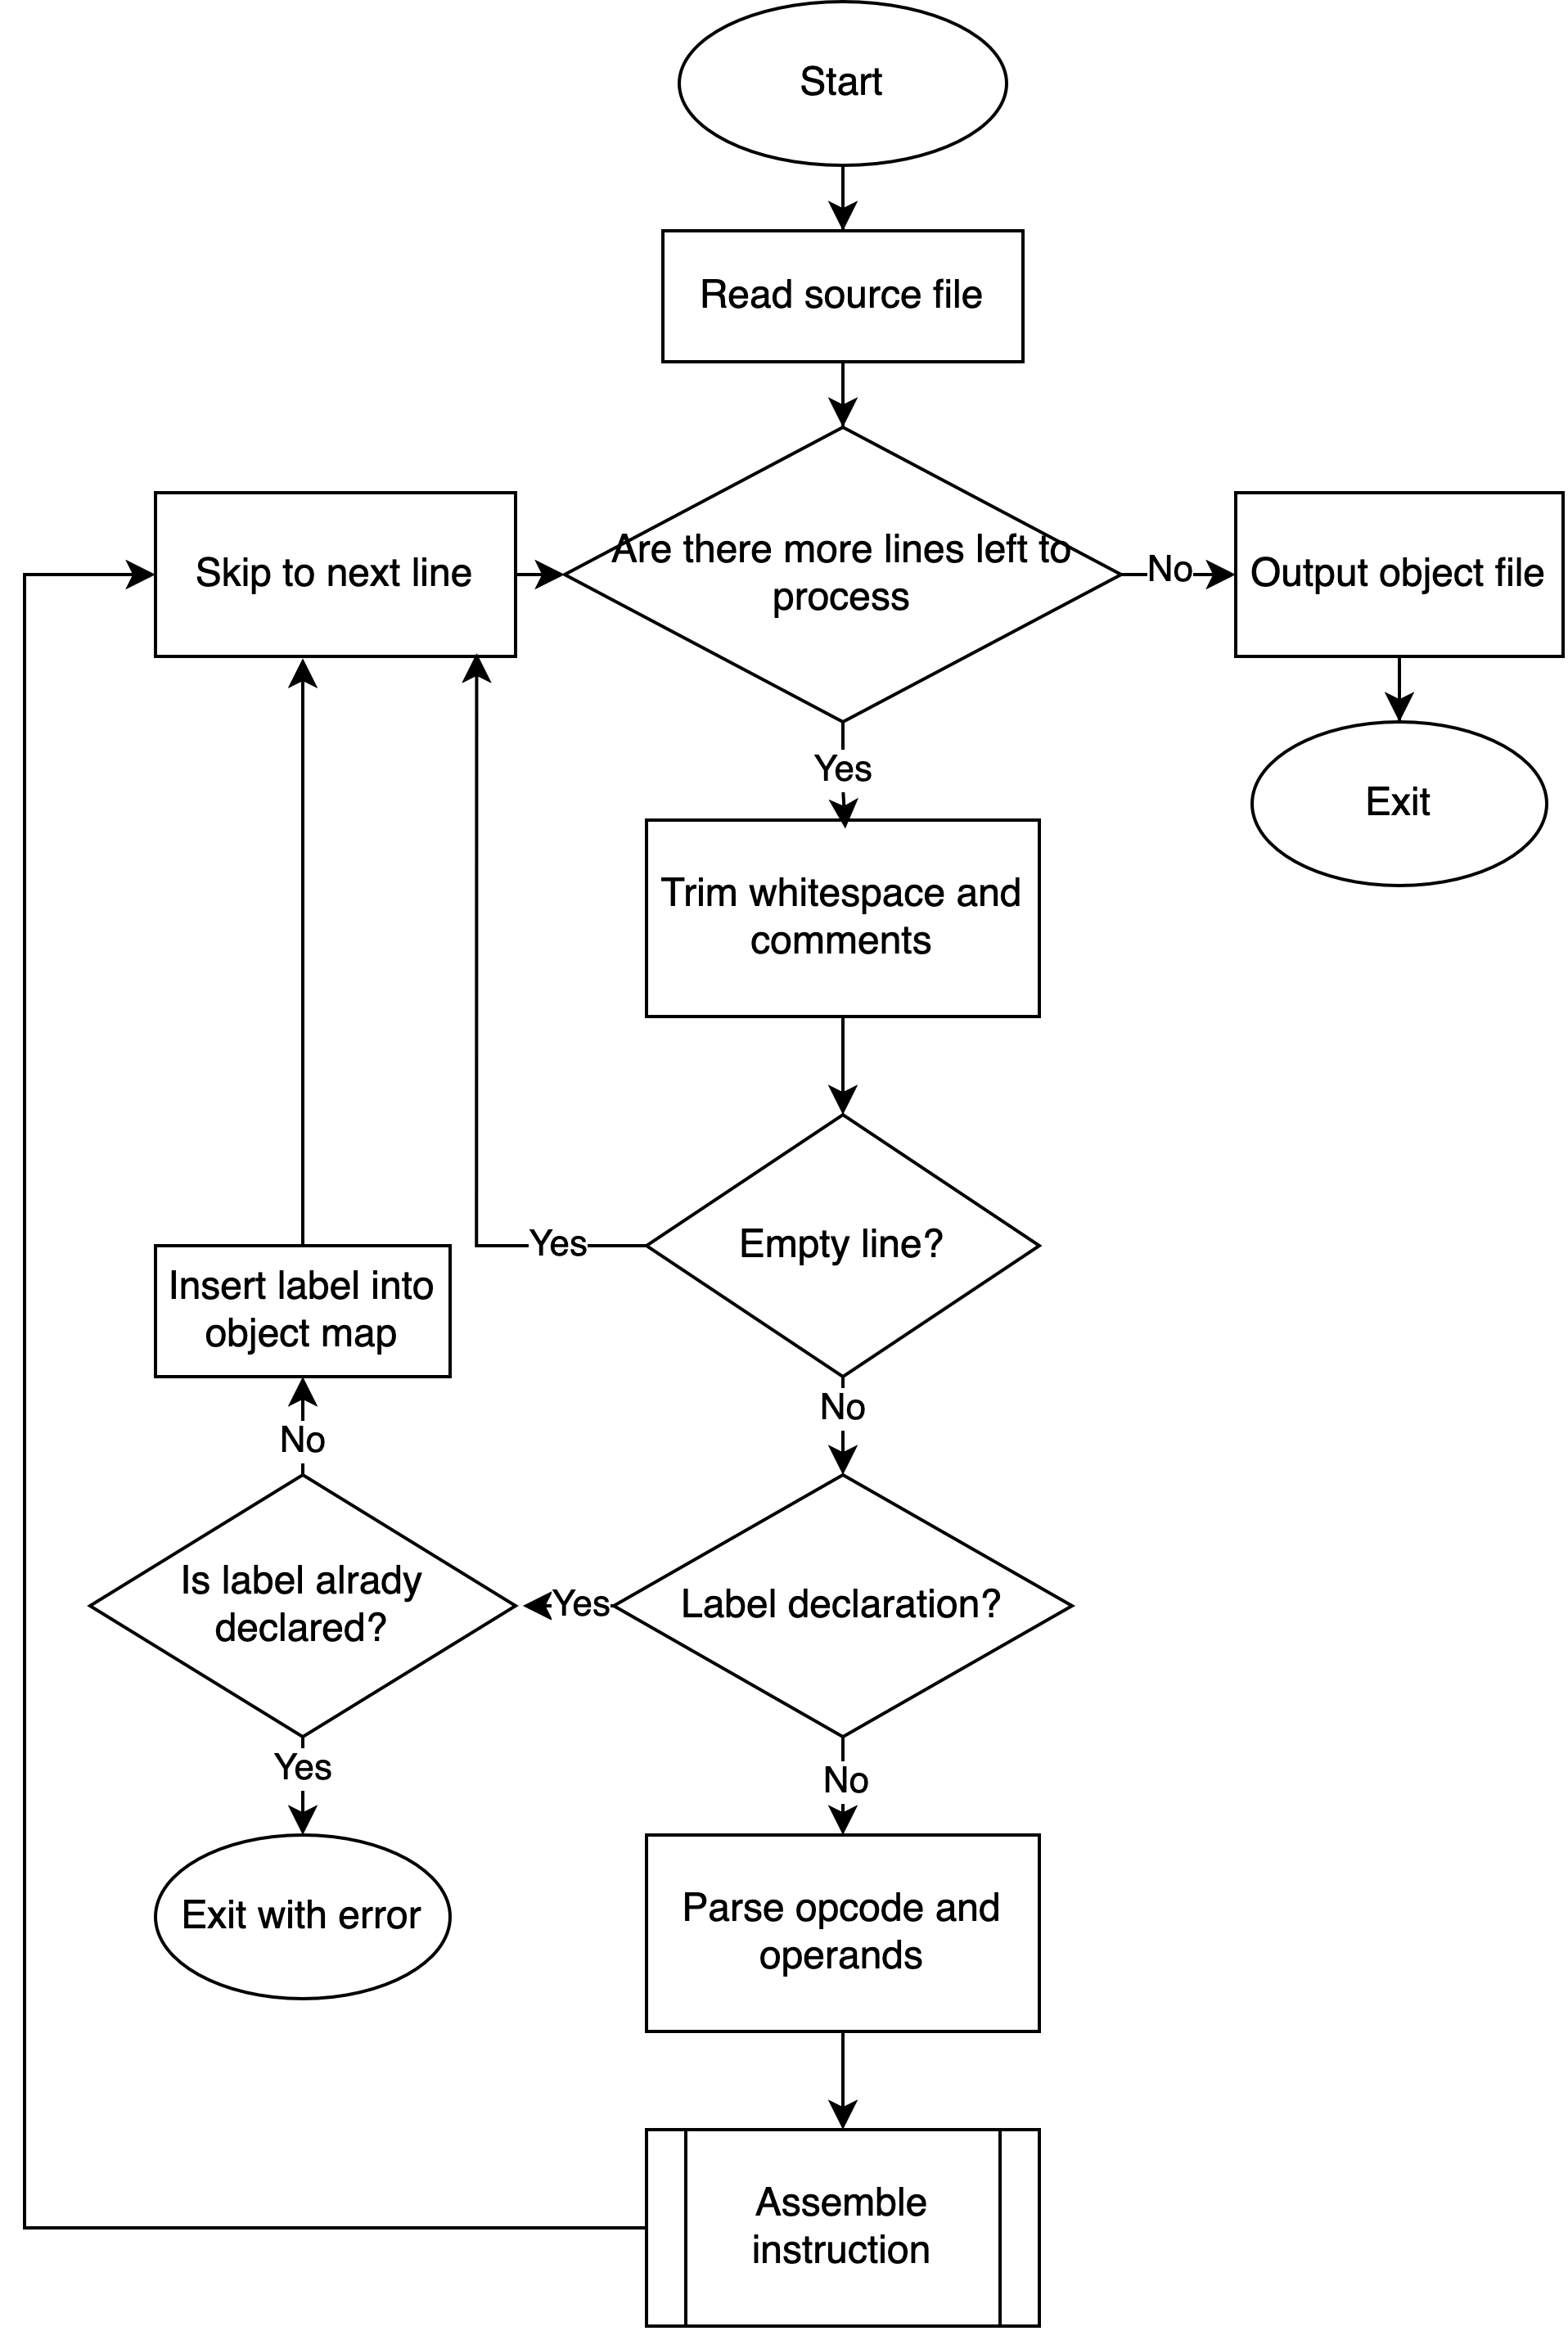 Start
Read source file
Skip to next line
Are there more lines left to
process
No
Output object file
Yes
Exit
Trim whitespace and
comments
Empty line?
Yes
Insert label into
object map
No
No
Is label alrady
declared?
Yes
Label declaration?
Yes
No
Exit with error
Parse opcode and
operands
Assemble
instruction